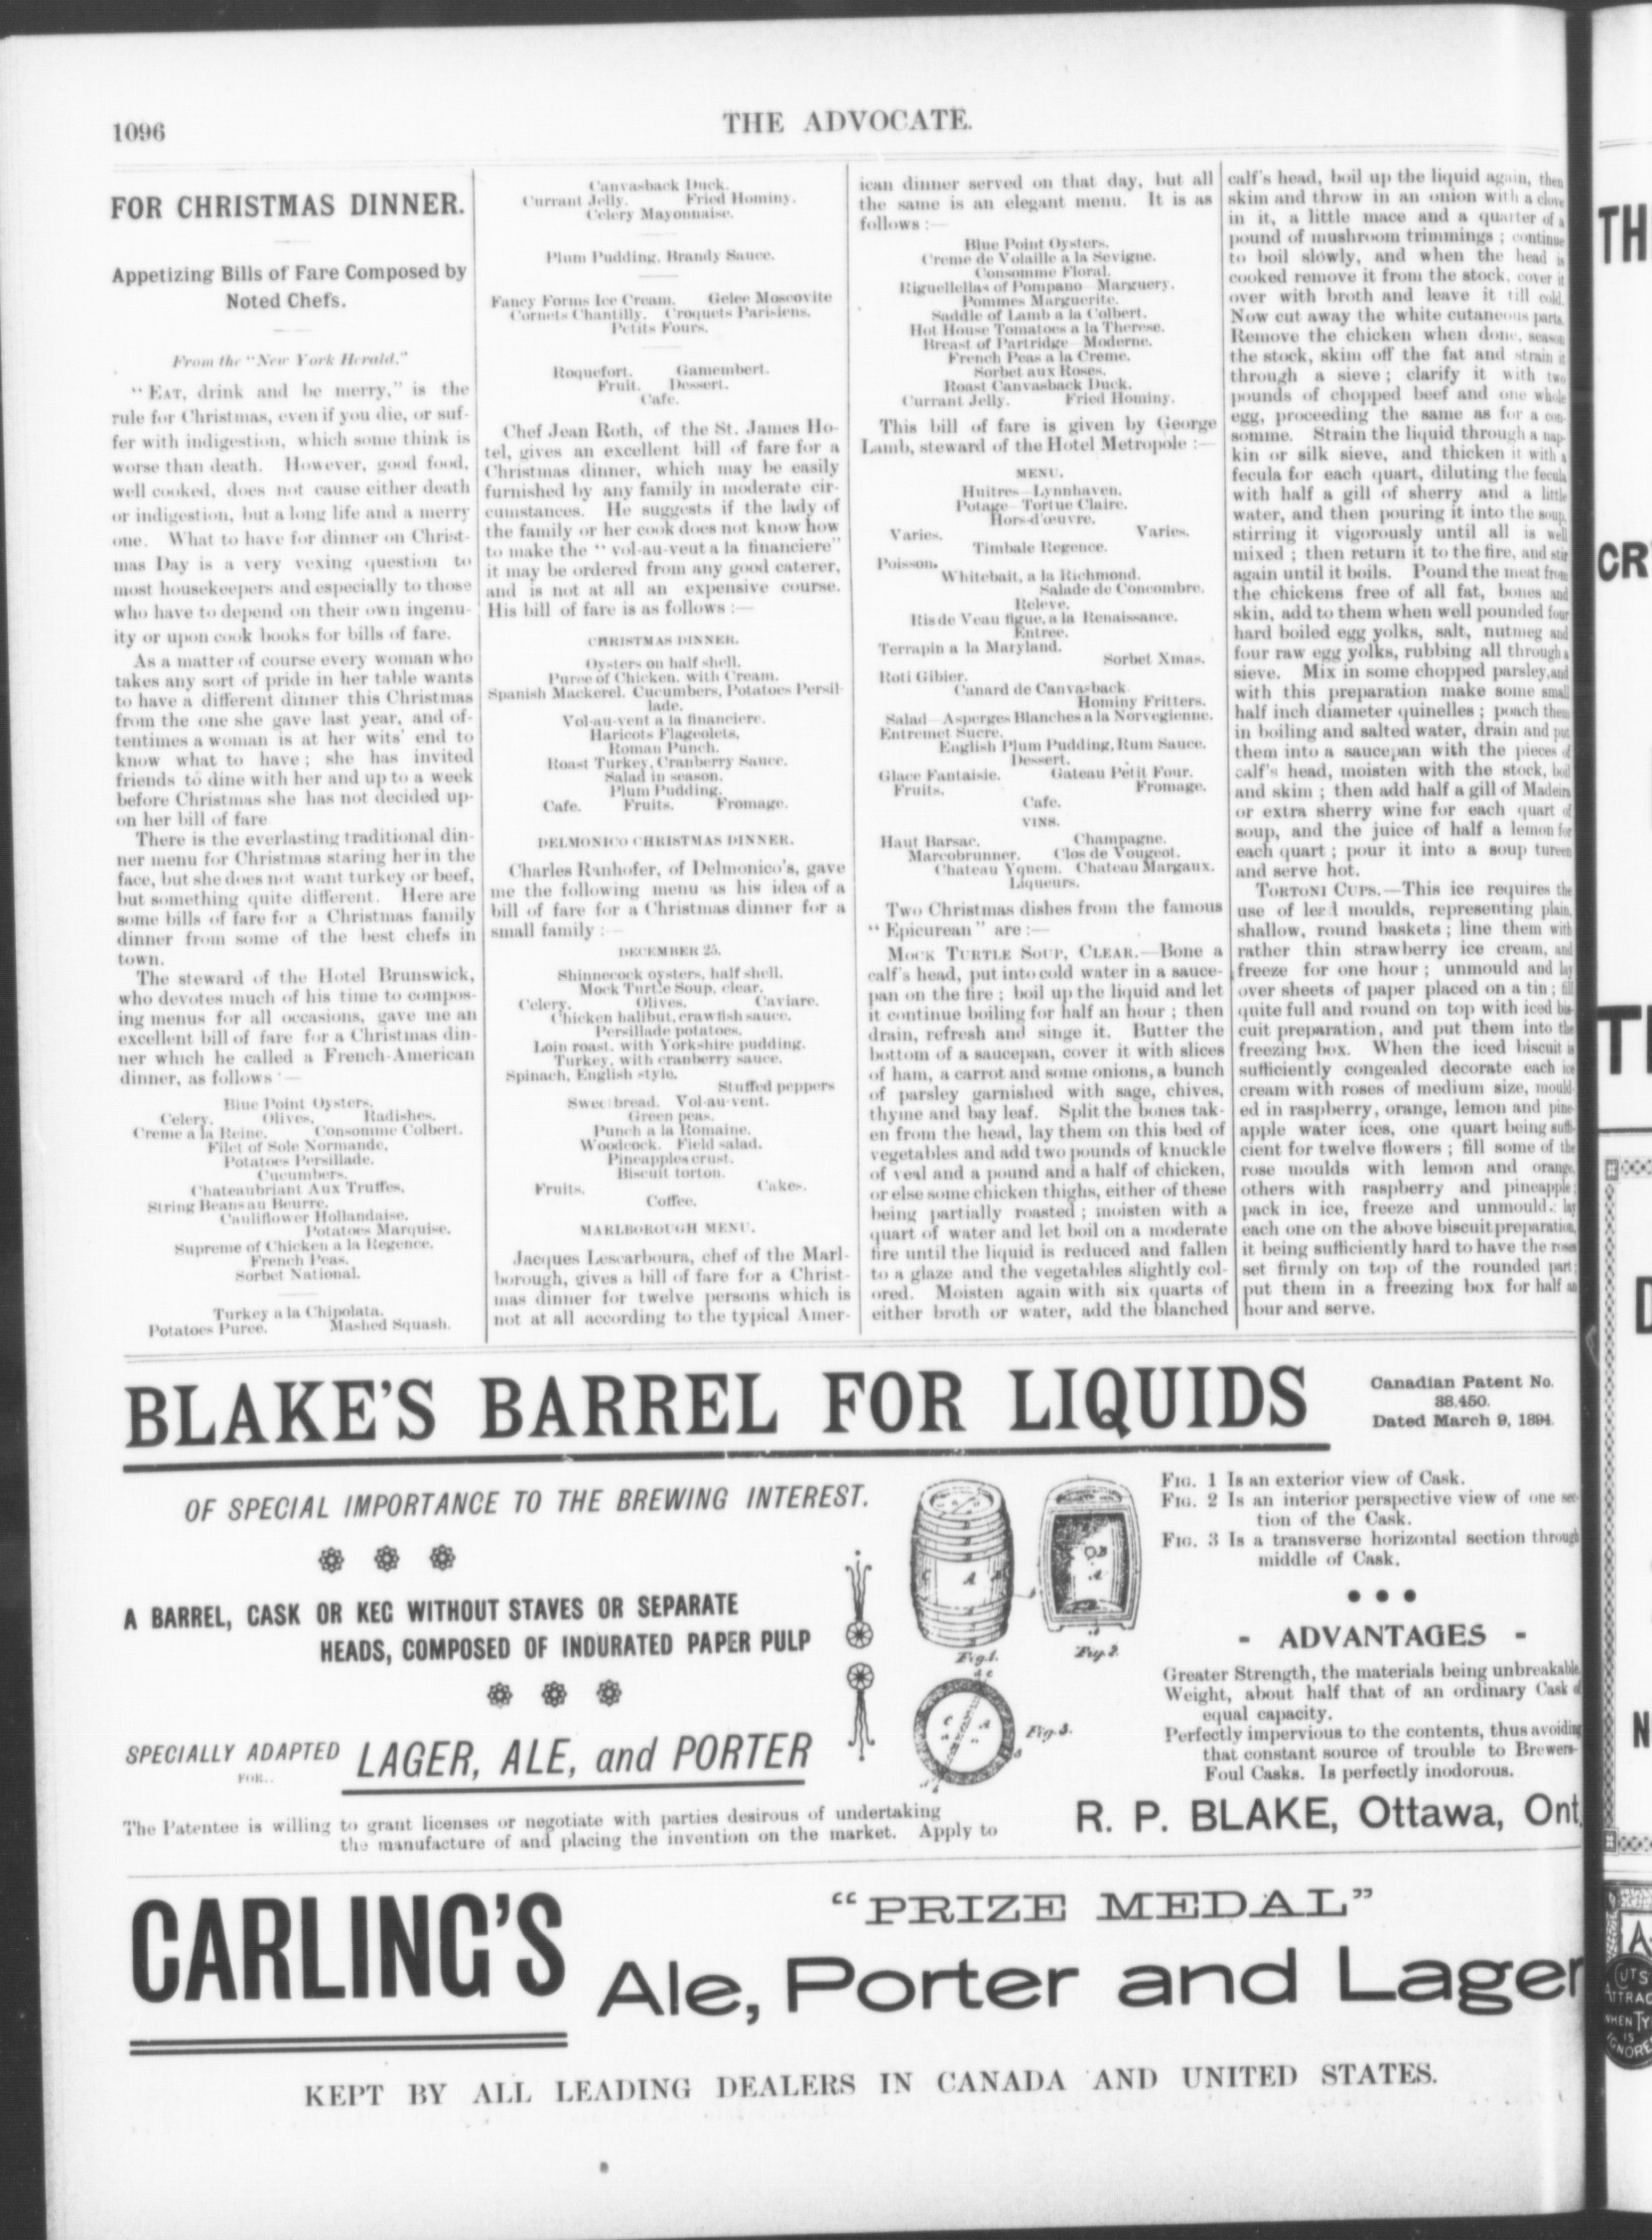 1096
THE ADVOCATE.
FOR CHRISTMAS DINNER.
Appetizing Bills of Fare Composed by
Noted Chefs.
From the "New York Herald."
"EAT, drink and be merry," is the
rule for Christmas, even if you die, or suf-
fer with indigestion, which some think is
worse than death. However, good food,
well cooked, does not cause either death
or indigestion, but a long life and a merry
one. What to have for dinner on Christ-
mas Day is a very vexing question to
most housekeepers and especially to those
who have to depend on their own ingenu-
ity or upon cook books for bills of fare.
As a matter of course every woman who
takes any sort of pride in her table wants
to have a different dinner this Christmas
from the one she gave last year, and of-
tentimes a woman is at her wits' end to
know what to have; she has invited
friends to dine with her and up to a week
before Christmas she has not decided up-
on her bill of fare
There is the everlasting traditional din-
ner menu for Christmas staring her in the
face, but she does not want turkey or beef,
but something quite different. Here are
some bills of fare for a Christmas family
dinner from some of the best chefs in
town.
The steward of the Hotel Brunswick,
who devotes much of his time to compos-
ing menus for all occasions, gave me an
excellent bill of fare for a Christmas din-
ner which he called a French-American
dinner, as follows :—
Blue Point Oysters.
Celery. Olives. Radishes.
Creme a la Reine. Consomme Colbert.
Filet of Sole Normande.
Potatoes Persillade.
Cucumbers.
Chateaubriant Aux Truffes.
String Beans au Beurre.
Cauliflower Hollandaise.
Potatoes Marquise.
Supreme of Chicken a la Regence.
French Peas.
Sorbet National.
Turkey a la Chipolata.
Potatoes Puree. Mashed Squash.
Canvasback Duck.
Currant Jelly. Fried Hominy.
Celery Mayonnaise.
Plum Pudding, Brandy Sauce.
Fancy Forms Ice Cream. Gelee Moscovite
Cornets Chantilly. Croquets Parisiens.
Petits Fours.
Roquefort. Gamembert.
Fruit. Dessert.
Cafe.
Chef Jean Roth, of the St. James Ho-
tel, gives an excellent bill of fare for a
Christmas dinner, which may be easily
furnished by any family in moderate cir-
cumstances. He suggests if the lady of
the family or her cook does not know how
to make the "vol-au-veut a la financiere"
it may be ordered from any good caterer,
and is not at all an expensive course.
His bill of fare is as follows :—
CHRISTMAS DINNER.
Oysters on half shell.
Puree of Chicken, with Cream.
Spanish Mackerel. Cucumbers, Potatoes Persil-
lade.
Vol-au-vent a la financiere.
Haricots Flageolets.
Roman Punch.
Roast Turkey, Cranberry Sauce.
Salad in season.
Plum Pudding.
Cafe. Fruits. Fromage.
DELMONICO CHRISTMAS DINNER.
Charles Ranhofer, of Delmonico's, gave
me the following menu as his idea of a
bill of fare for a Christmas dinner for a
small family :—
DECEMBER 25.
Shinnecock oysters, half shell.
Mock Turtle Soup, clear.
Celery. Olives. Caviare.
Chicken halibut, crawfish sauce.
Persillade potatoes.
Loin roast, with Yorkshire pudding.
Turkey, with cranberry sauce.
Spinach, English style.
Stuffed peppers
Sweetbread. Vol-au-vent.
Green peas.
Punch a la Romaine.
Woodcock. Field salad.
Pineapples crust.
Biscuit torton.
Fruits. Cakes.
Coffee.
MARLBOROUGH MENU.
Jacques Lescarboura, chef of the Marl-
borough, gives a bill of fare for a Christ-
mas dinner for twelve persons which is
not at all according to the typical Amer-
ican dinner served on that day, but all
the same is an elegant menu. It is as
follows :—
Blue Point Oysters.
Creme de Volaille a la Sevigne.
Consomme Floral.
Riguellellas of Pompano—Marguery.
Pommes Marguerite.
Saddle of Lamb a la Colbert.
Hot House Tomatoes a la Therese.
Breast of Partridge—Moderne.
French Peas a la Creme.
Sorbet aux Roses.
Roast Canvasback Duck.
Currant Jelly. Fried Hominy.
This bill of fare is given by George
Lamb, steward of the Hotel Metropole :—
MENU.
Huitres—Lynnhaven.
Potage—Tortue Claire.
Hors-d'œuvre.
Varies. Varies.
Timbale Regence.
Poisson.
Whitebait, a la Richmond.
Salade de Concombre.
Releve.
Ris de Veau figue, a la Renaissance.
Entree.
Terrapin a la Maryland.
Sorbet Xmas.
Roti Gibier.
Canard de Canvasback.
Hominy Fritters.
Salad—Asperges Blanches a la Norvegienne.
Entremet Sucre.
English Plum Pudding, Rum Sauce.
Dessert.
Glace Fantaisie. Gateau Petit Four.
Fruits. Fromage.
Cafe.
VINS.
Haut Barsac. Champagne.
Marcobrunner. Clos de Vougeot.
Chateau Yquem. Chateau Margaux.
Liqueurs.
Two Christmas dishes from the famous
"Epicurean" are :—
MOCK TURTLE SOUP, CLEAR.—Bone a
calf's head, put into cold water in a sauce-
pan on the fire; boil up the liquid and let
it continue boiling for half an hour; then
drain, refresh and singe it. Butter the
bottom of a saucepan, cover it with slices
of ham, a carrot and some onions, a bunch
of parsley garnished with sage, chives,
thyme and bay leaf. Split the bones tak-
en from the head, lay them on this bed of
vegetables and add two pounds of knuckle
of veal and a pound and a half of chicken,
or else some chicken thighs, either of these
being partially roasted; moisten with a
quart of water and let boil on a moderate
fire until the liquid is reduced and fallen
to a glaze and the vegetables slightly col-
ored. Moisten again with six quarts of
either broth or water, add the blanched
calf's head, boil up the liquid again, then
skim and throw in an onion with a clove
in it, a little mace and a quarter of a
pound of mushroom trimmings; continue
to boil slowly, and when the head is
cooked remove it from the stock, cover it
over with broth and leave it till cold.
Now cut away the white cutaneous parts.
Remove the chicken when done, season
the stock, skim off the fat and strain it
through a sieve; clarify it with two
pounds of chopped beef and one whole
egg, proceeding the same as for a con-
somme. Strain the liquid through a nap-
kin or silk sieve, and thicken it with a
fecula for each quart, diluting the fecula
with half a gill of sherry and a little
water, and then pouring it into the soup,
stirring it vigorously until all is well
mixed; then return it to the fire, and stir
again until it boils. Pound the meat from
the chickens free of all fat, bones and
skin, add to them when well pounded four
hard boiled egg yolks, salt, nutmeg and
four raw egg yolks, rubbing all through a
sieve. Mix in some chopped parsley, and
with this preparation make some small
half inch diameter quinelles; poach them
in boiling and salted water, drain and put
them into a saucepan with the pieces of
calf's head, moisten with the stock, boil
and skim; then add half a gill of Madeira
or extra sherry wine for each quart of
soup, and the juice of half a lemon for
each quart; pour it into a soup tureen
and serve hot.
TORTONI CUPS.—This ice requires the
use of lead moulds, representing plain,
shallow, round baskets; line them with
rather thin strawberry ice cream, and
freeze for one hour; unmould and lay
over sheets of paper placed on a tin; fill
quite full and round on top with iced bis-
cuit preparation, and put them into the
freezing box. When the iced biscuit is
sufficiently congealed decorate each ice
cream with roses of medium size, mould-
ed in raspberry, orange, lemon and pine-
apple water ices, one quart being suffi-
cient for twelve flowers; fill some of the
rose moulds with lemon and orange,
others with raspberry and pineapple;
pack in ice, freeze and unmould.: lay
each one on the above biscuit preparation,
it being sufficiently hard to have the roses
set firmly on top of the rounded part;
put them in a freezing box for half an
hour and serve.
BLAKE'S BARREL FOR LIQUIDS
Canadian Patent No.
38.450.
Dated March 9, 1894.
OF SPECIAL IMPORTANCE TO THE BREWING INTEREST.
A BARREL, CASK OR KEG WITHOUT STAVES OR SEPARATE
HEADS, COMPOSED OF INDURATED PAPER PULP
SPECIALLY ADAPTED
FOR..
LAGER, ALE, and PORTER
Fig.1.
Fig.2.
Fig.3.
FIG. 1 Is an exterior view of Cask.
FIG. 2 Is an interior perspective view of one sec-
tion of the Cask.
FIG. 3 Is a transverse horizontal section through
middle of Cask.
- ADVANTAGES -
Greater Strength, the materials being unbreakable.
Weight, about half that of an ordinary Cask of
equal capacity.
Perfectly impervious to the contents, thus avoiding
that constant source of trouble to Brewers-
Foul Casks. Is perfectly inodorous.
The Patentee is willing to grant licenses or negotiate with parties desirous of undertaking
the manufacture of and placing the invention on the market. Apply to
R. P. BLAKE, Ottawa, Ont.
CARLING'S
"PRIZE MEDAL"
Ale, Porter and Lager
KEPT BY ALL LEADING DEALERS IN CANADA AND UNITED STATES.